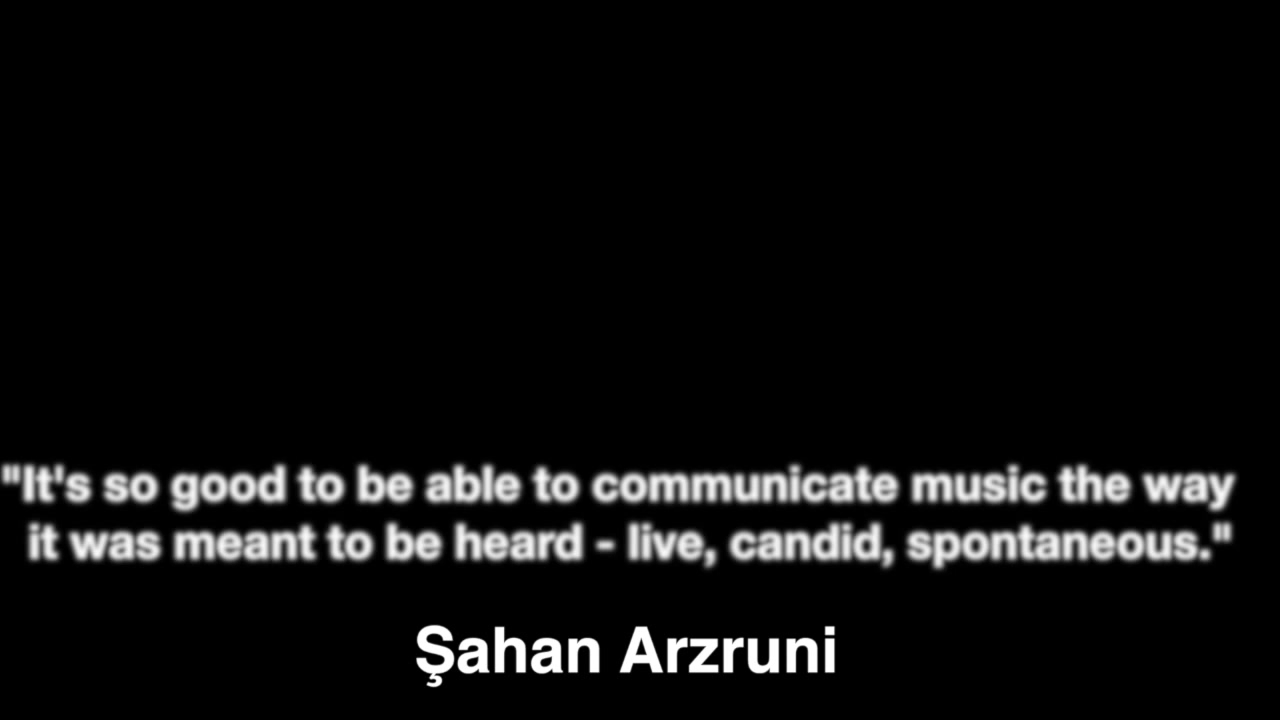 "It's so good to be able to communicate music the way
it was meant to be heard - live, candid, spontaneous."
Şahan Arzruni